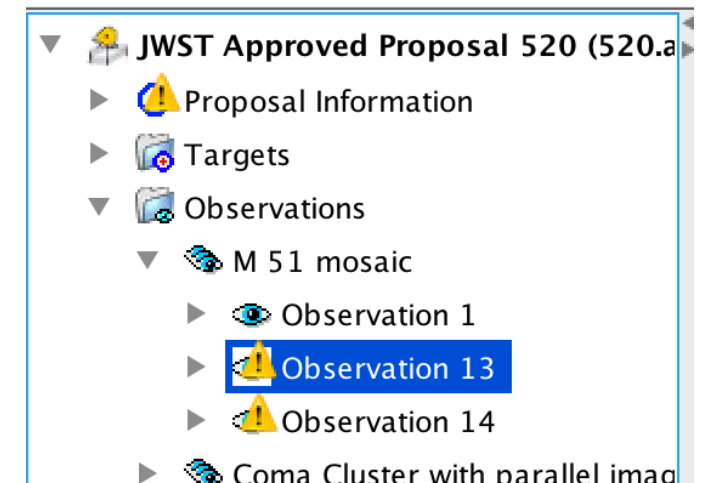 JWST Approved Proposal 520 (520.a
Proposal Information
Targets
Observations
M 51 mosaic
Observation 1
Observation 13
Observation 14
Coma Cluster with parallel imag